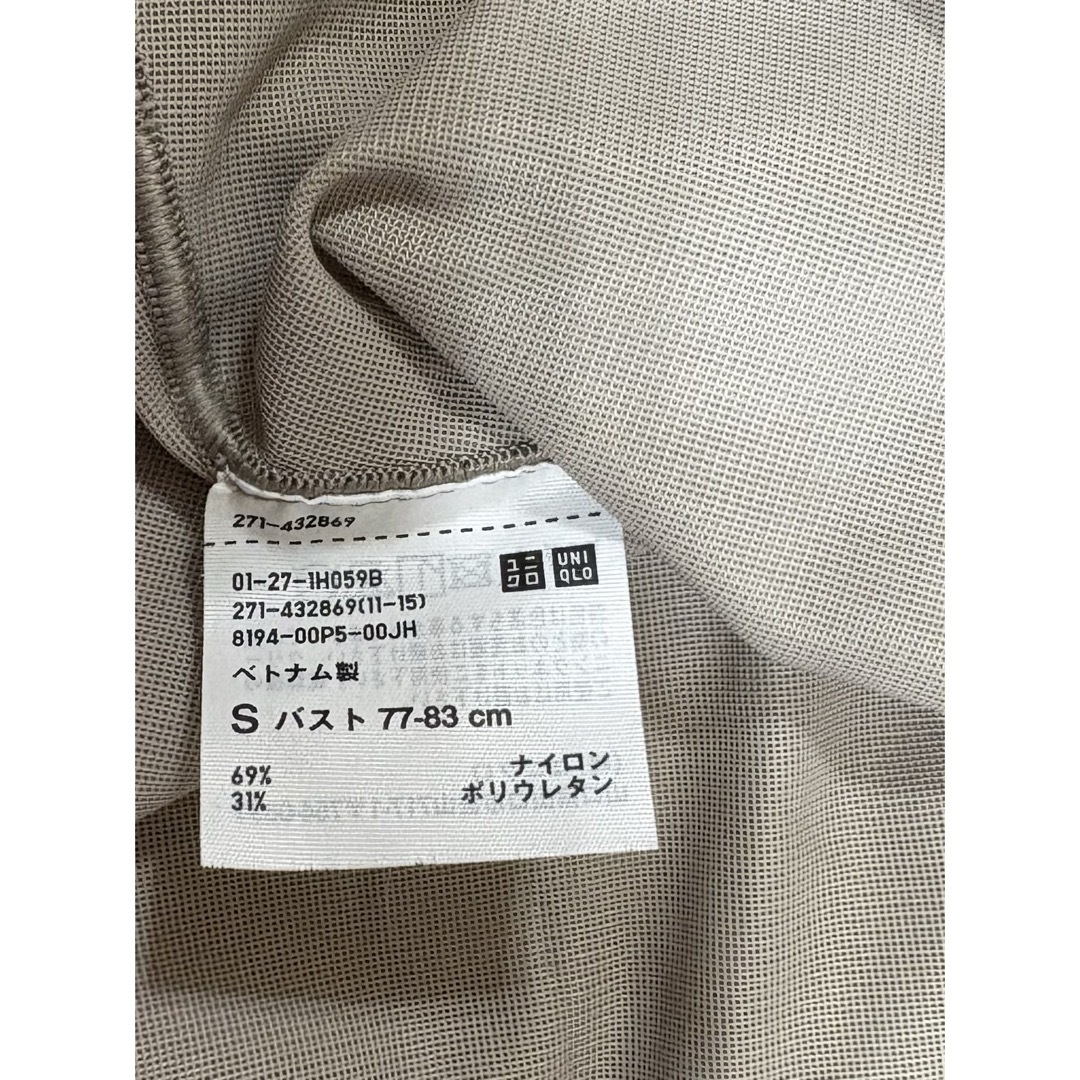 271-432869
01-27-1H059B
ユニクロ
UNIQLO
271-432869(11-15)
8194-00P5-00JH
ベトナム製
S バスト 77-83 cm
69% ナイロン
31% ポリウレタン